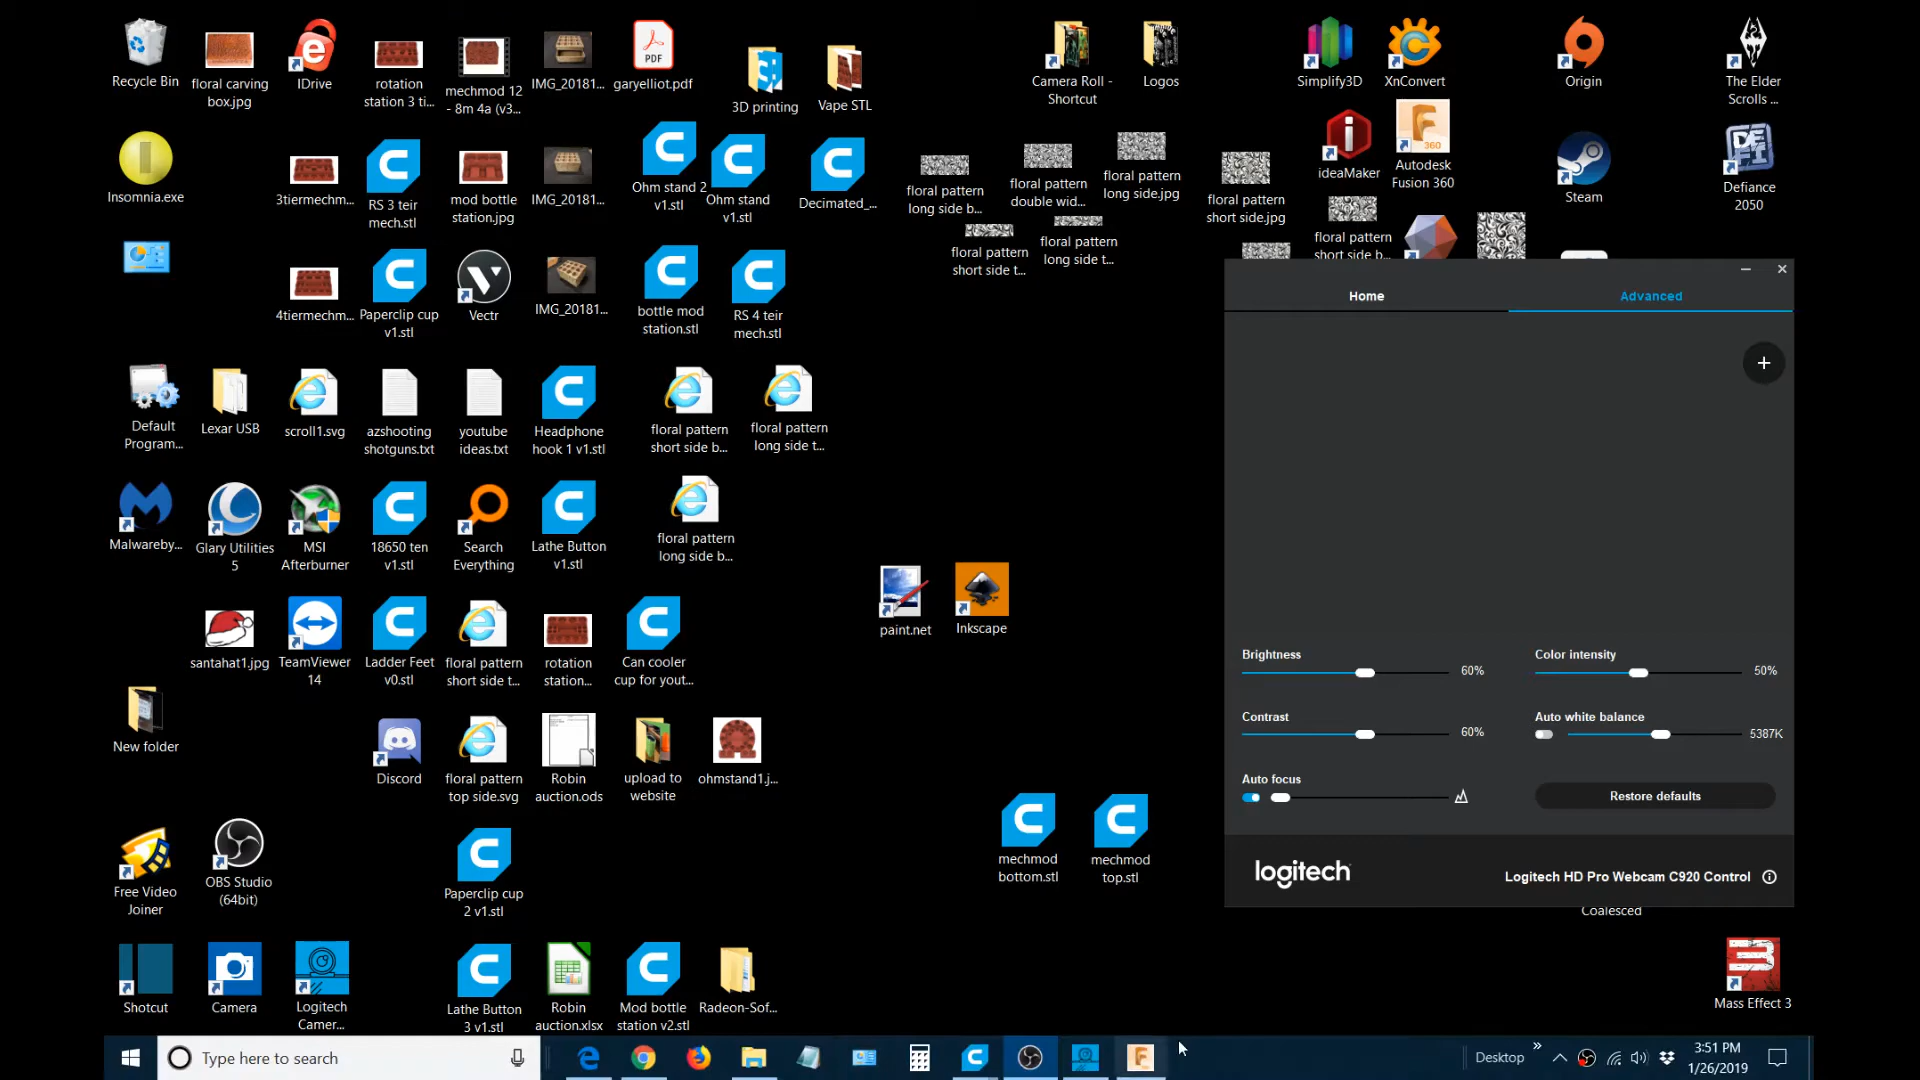 Recycle Bin
floral carving
box.jpg
IDrive
rotation
station 3 ti...
mechmod 12
- 8m 4a (v3...
IMG_20181...
PDF
garyelliot.pdf
3D printing
Vape STL
Camera Roll -
Shortcut
Logos
Simplify3D
XnConvert
Origin
The Elder
Scrolls ...
Insomnia.exe
3tiermechm...
RS 3 teir
mech.stl
mod bottle
station.jpg
IMG_20181...
Ohm stand 2
v1.stl
Ohm stand
v1.stl
Decimated_...
floral pattern
long side b...
floral pattern
double wid...
floral pattern
long side.jpg
floral pattern
short side.jpg
ideaMaker
360
Autodesk
Fusion 360
Steam
DEFI
Defiance
2050
floral pattern
short side t...
floral pattern
long side t...
floral pattern
short side b...
4tiermechm...
Paperclip cup
v1.stl
Vectr
IMG_20181...
bottle mod
station.stl
RS 4 teir
mech.stl
Home
Advanced
Default
Program...
Lexar USB
scroll1.svg
azshooting
shotguns.txt
youtube
ideas.txt
Headphone
hook 1 v1.stl
floral pattern
short side b...
floral pattern
long side t...
Malwareby...
Glary Utilities
5
MSI
Afterburner
18650 ten
v1.stl
Search
Everything
Lathe Button
v1.stl
floral pattern
long side b...
paint.net
Inkscape
santahat1.jpg
TeamViewer
14
Ladder Feet
v0.stl
floral pattern
short side t...
rotation
station...
Can cooler
cup for yout...
Brightness
60%
Color intensity
50%
Contrast
60%
Auto white balance
5387K
Auto focus
Restore defaults
New folder
Discord
floral pattern
top side.svg
Robin
auction.ods
upload to
website
ohmstand1.j...
mechmod
bottom.stl
mechmod
top.stl
logitech
Logitech HD Pro Webcam C920 Control
Free Video
Joiner
OBS Studio
(64bit)
Paperclip cup
2 v1.stl
Coalesced
Shotcut
Camera
Logitech
Camer...
Lathe Button
3 v1.stl
Robin
auction.xlsx
Mod bottle
station v2.stl
Radeon-Sof...
3
Mass Effect 3
Type here to search
Desktop
3:51 PM
1/26/2019